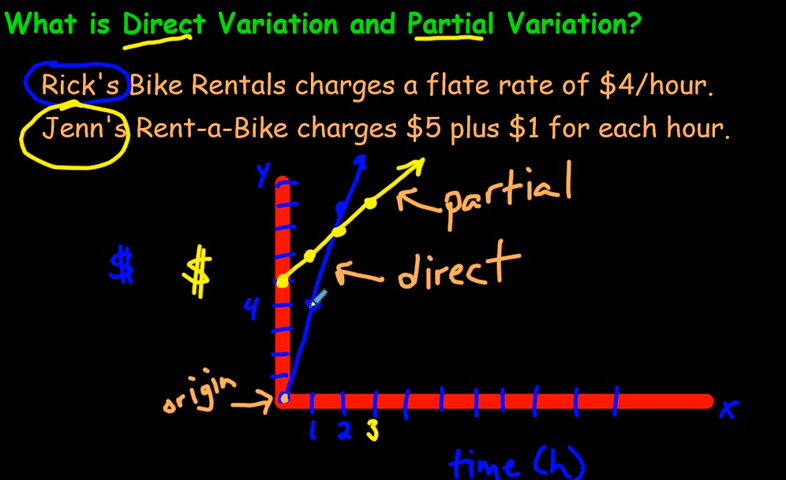 What is Direct Variation and Partial Variation?
Rick's Bike Rentals charges a flate rate of $4/hour.
Jenn's Rent-a-Bike charges $5 plus $1 for each hour.
y
partial
$ $
direct
4
origin
x
1 2 3
time (h)